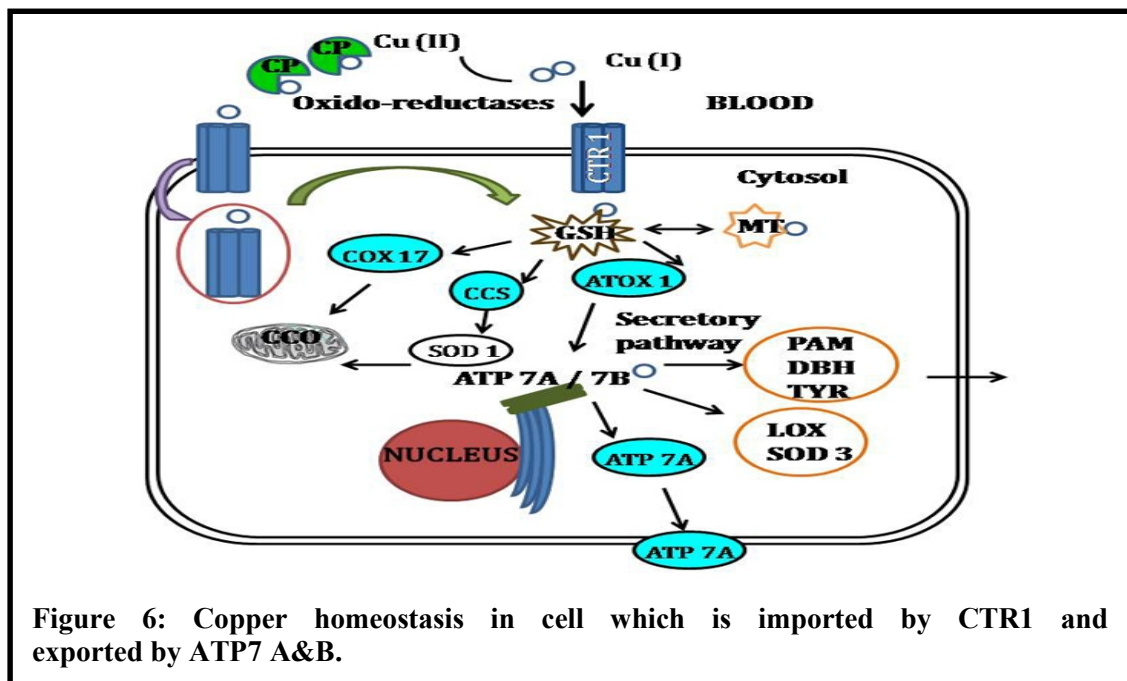 CP CP Cu (II) Cu (I)
Oxido-reductases BLOOD
CTR 1
Cytosol
GSH MT
COX 17
CCS ATOX 1
CCO SOD 1
Secretory
pathway
PAM
DBH
TYR
ATP 7A / 7B
LOX
SOD 3
NUCLEUS
ATP 7A
ATP 7A
Figure 6: Copper homeostasis in cell which is imported by CTR1 and
exported by ATP7 A&B.